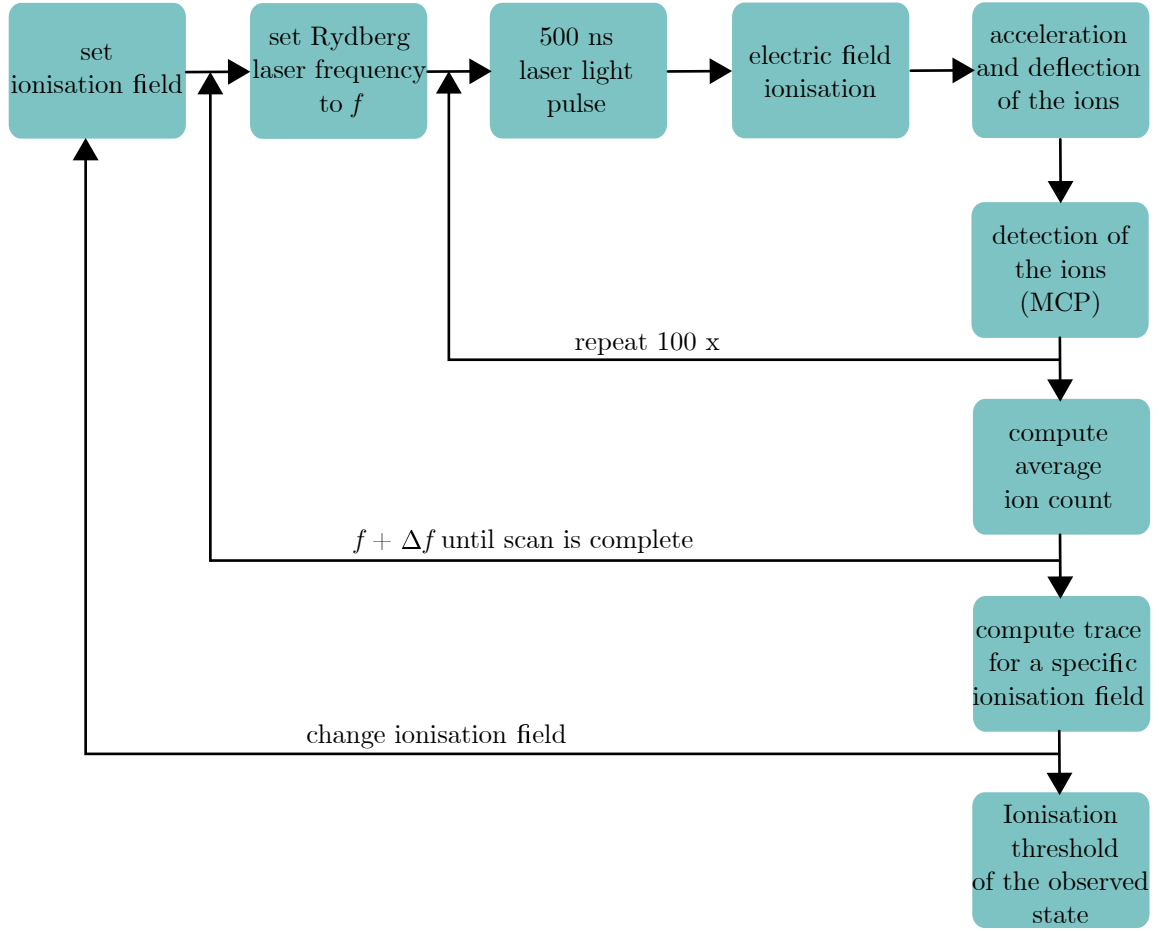 set
ionisation field
set Rydberg
laser frequency
to f
500 ns
laser light
pulse
electric field
ionisation
acceleration
and deflection
of the ions
detection of
the ions
(MCP)
repeat 100 x
compute
average
ion count
f + Δf until scan is complete
compute trace
for a specific
ionisation field
change ionisation field
Ionisation
threshold
of the observed
state